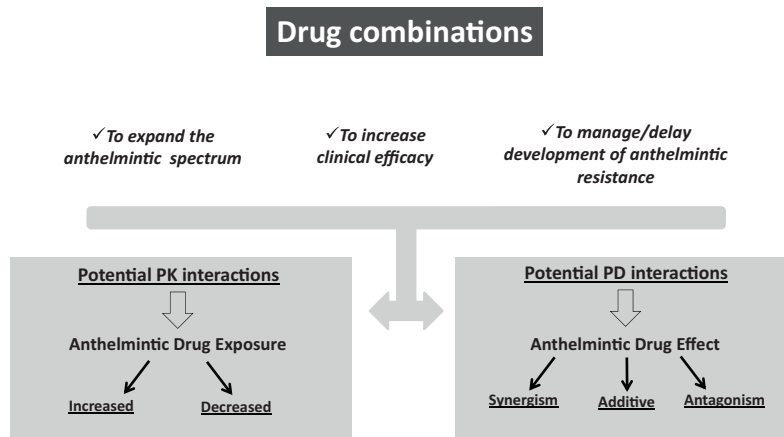 Drug combinations
✓To expand the
anthelmintic spectrum
✓To increase
clinical efficacy
✓To manage/delay
development of anthelmintic
resistance
Potential PK interactions
Anthelmintic Drug Exposure
Increased
Decreased
Potential PD interactions
Anthelmintic Drug Effect
Synergism
Additive
Antagonism